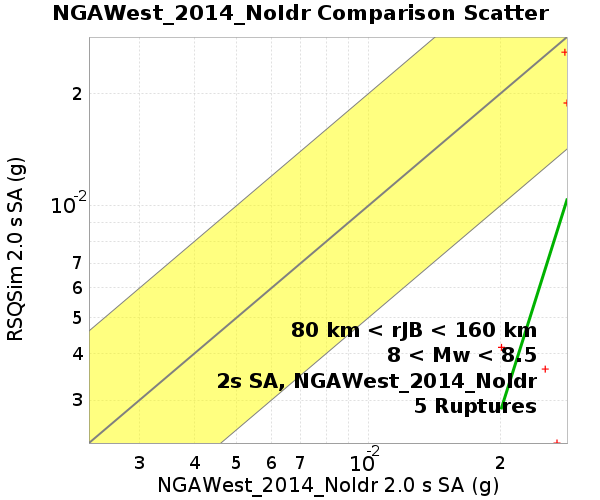 NGAWest_2014_NoIdr Comparison Scatter
RSQSim 2.0 s SA (g)
2
10-2
7
6
5
4
3
80 km < rJB < 160 km
8 < Mw < 8.5
2s SA, NGAWest_2014_NoIdr
5 Ruptures
3 4 5 6 7 10-2 2
NGAWest_2014_NoIdr 2.0 s SA (g)